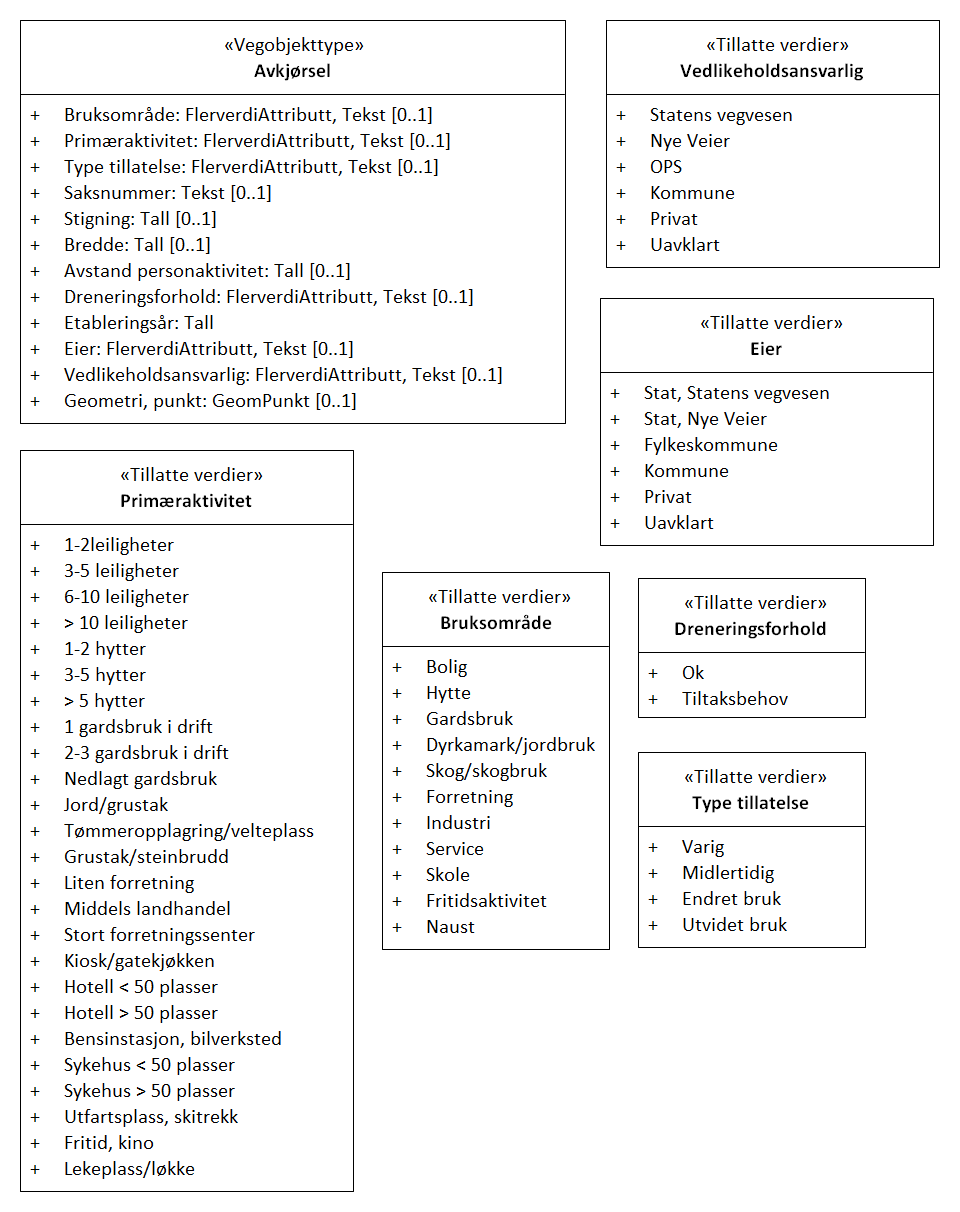 «Vegobjekttype»
Avkjørsel
+ Bruksområde: FlerverdiAttributt, Tekst [0..1]
+ Primæraktivitet: FlerverdiAttributt, Tekst [0..1]
+ Type tillatelse: FlerverdiAttributt, Tekst [0..1]
+ Saksnummer: Tekst [0..1]
+ Stigning: Tall [0..1]
+ Bredde: Tall [0..1]
+ Avstand personaktivitet: Tall [0..1]
+ Dreneringsforhold: FlerverdiAttributt, Tekst [0..1]
+ Etableringsår: Tall
+ Eier: FlerverdiAttributt, Tekst [0..1]
+ Vedlikeholdsansvarlig: FlerverdiAttributt, Tekst [0..1]
+ Geometri, punkt: GeomPunkt [0..1]
«Tillatte verdier»
Vedlikeholdsansvarlig
+ Statens vegvesen
+ Nye Veier
+ OPS
+ Kommune
+ Privat
+ Uavklart
«Tillatte verdier»
Eier
+ Stat, Statens vegvesen
+ Stat, Nye Veier
+ Fylkeskommune
+ Kommune
+ Privat
+ Uavklart
«Tillatte verdier»
Primæraktivitet
+ 1-2leiligheter
+ 3-5 leiligheter
+ 6-10 leiligheter
+ > 10 leiligheter
+ 1-2 hytter
+ 3-5 hytter
+ > 5 hytter
+ 1 gardsbruk i drift
+ 2-3 gardsbruk i drift
+ Nedlagt gardsbruk
+ Jord/grustak
+ Tømmeropplagring/velteplass
+ Grustak/steinbrudd
+ Liten forretning
+ Middels landhandel
+ Stort forretningssenter
+ Kiosk/gatekjøkken
+ Hotell < 50 plasser
+ Hotell > 50 plasser
+ Bensinstasjon, bilverksted
+ Sykehus < 50 plasser
+ Sykehus > 50 plasser
+ Utfartsplass, skitrekk
+ Fritid, kino
+ Lekeplass/løkke
«Tillatte verdier»
Bruksområde
+ Bolig
+ Hytte
+ Gardsbruk
+ Dyrkamark/jordbruk
+ Skog/skogbruk
+ Forretning
+ Industri
+ Service
+ Skole
+ Fritidsaktivitet
+ Naust
«Tillatte verdier»
Dreneringsforhold
+ Ok
+ Tiltaksbehov
«Tillatte verdier»
Type tillatelse
+ Varig
+ Midlertidig
+ Endret bruk
+ Utvidet bruk